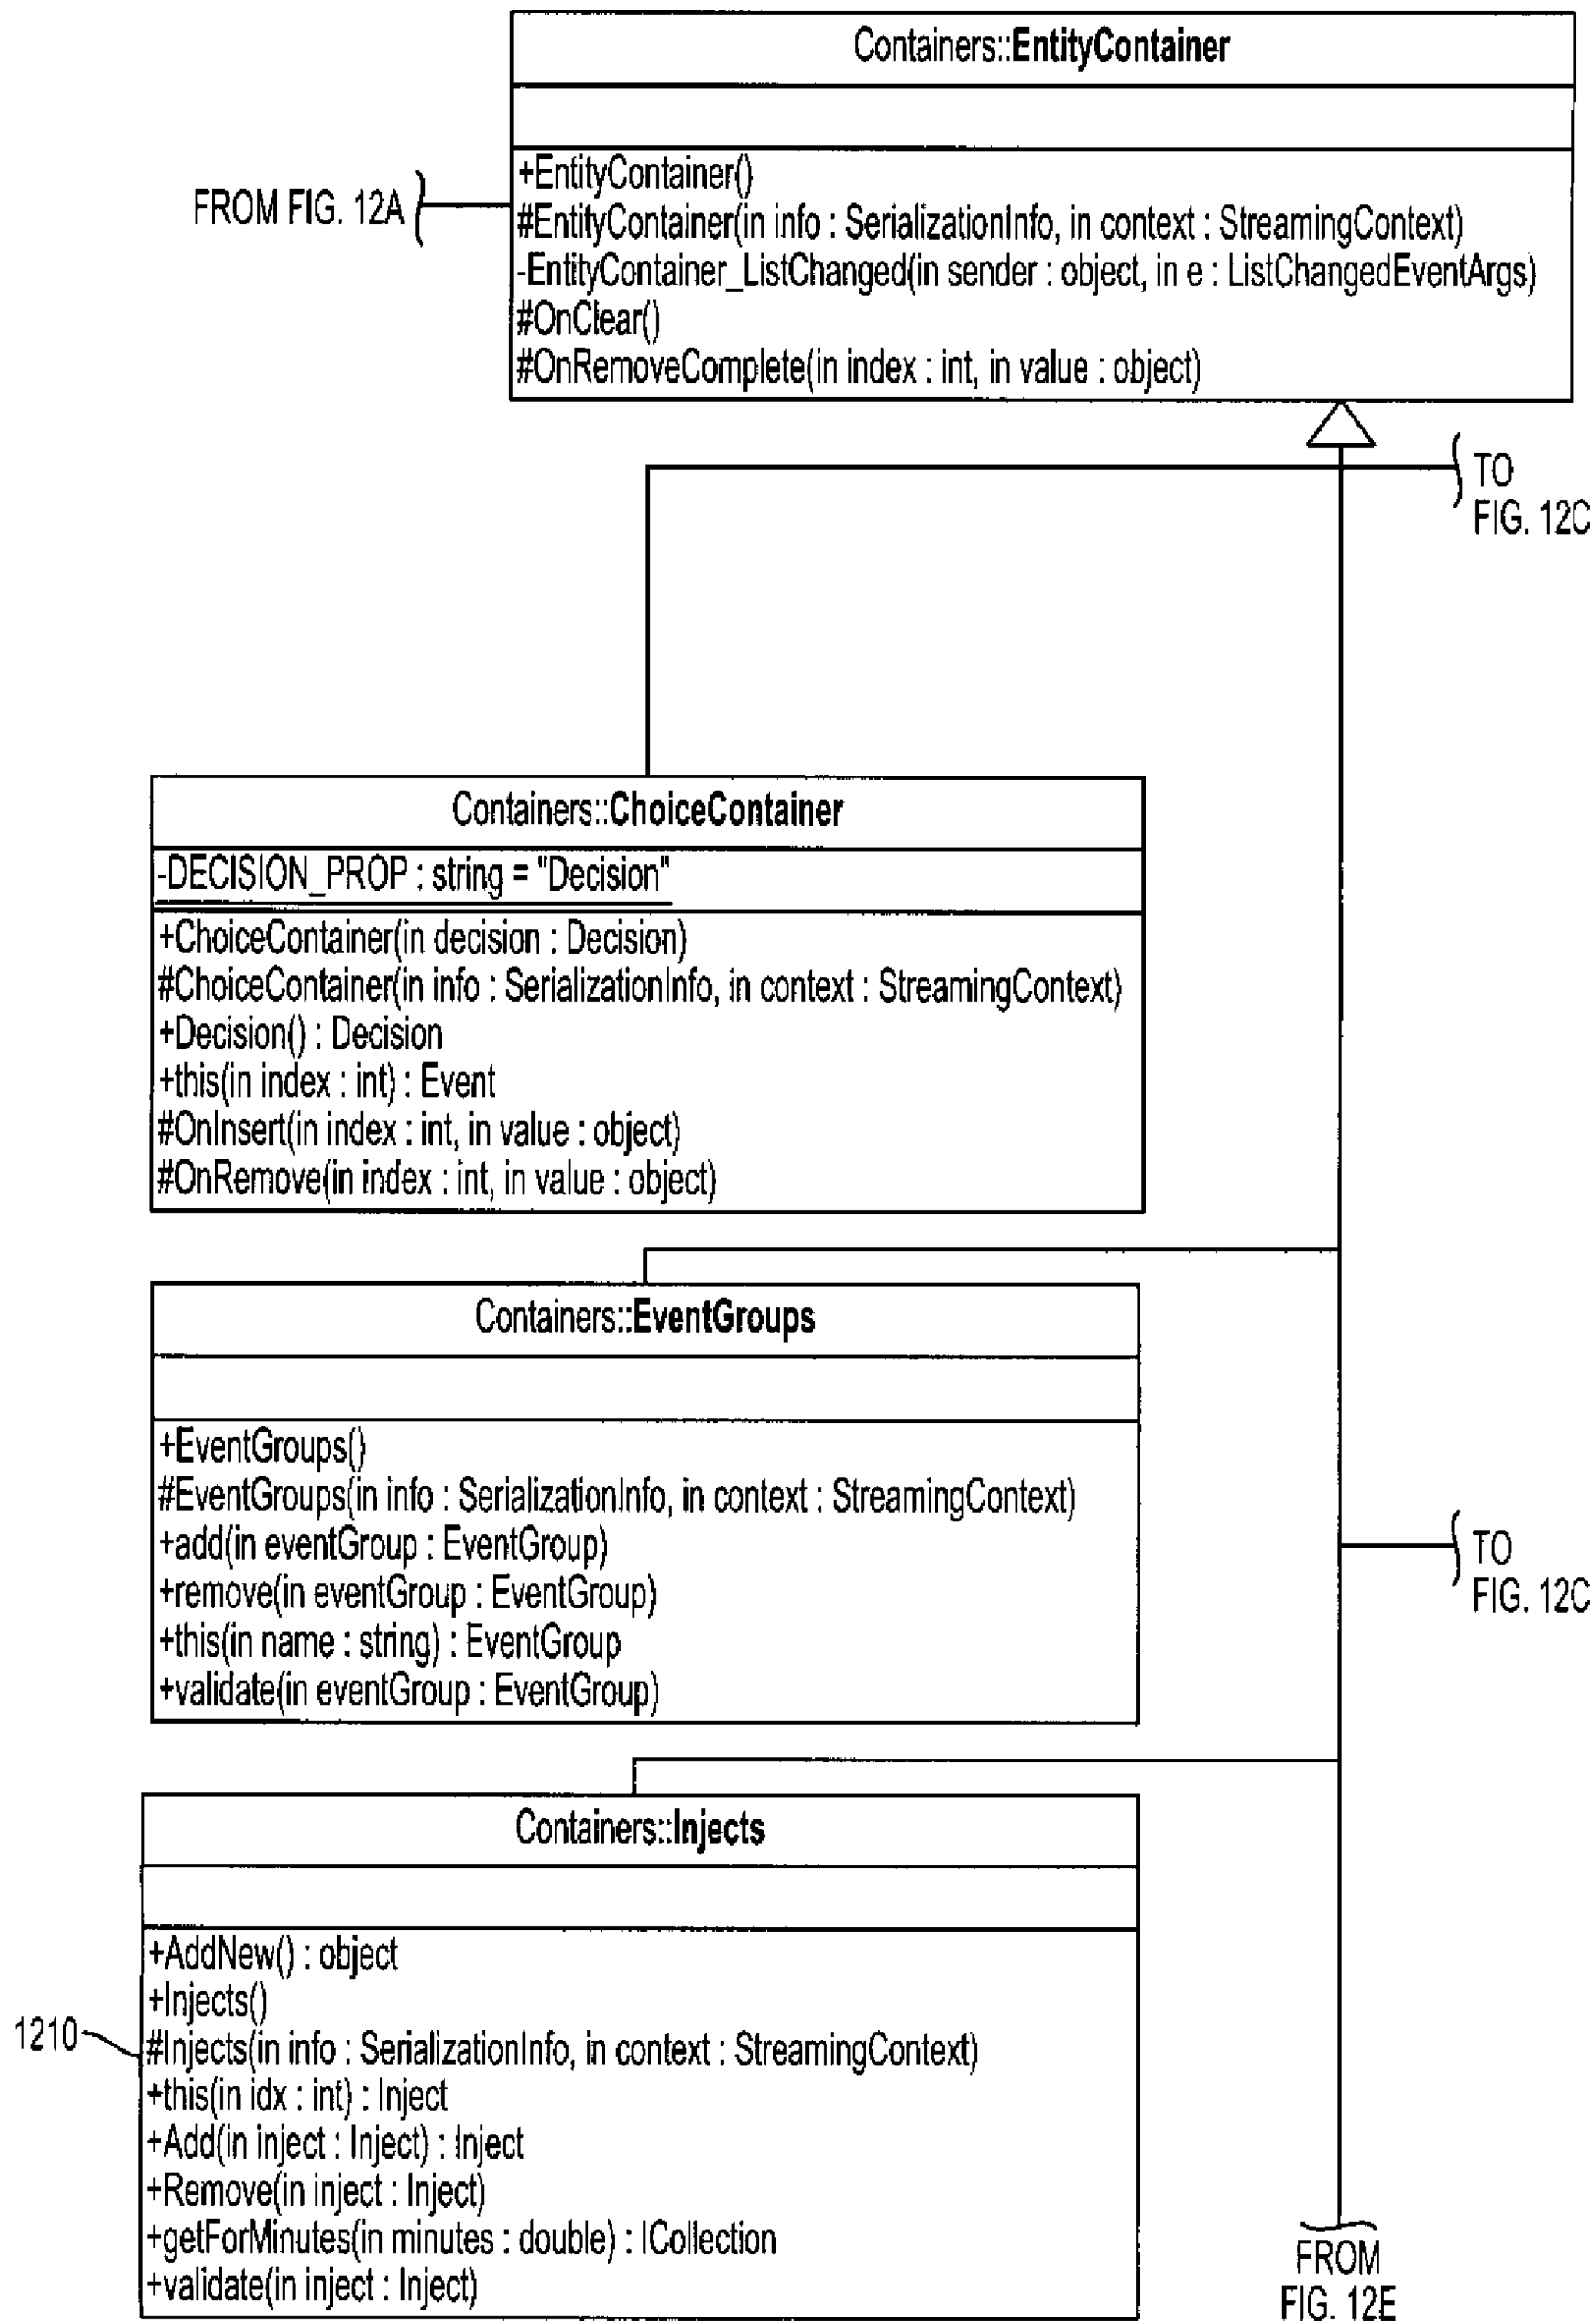 Containers::EntityContainer
+EntityContainer()
#EntityContainer(in info : SerializationInfo, in context : StreamingContext)
-EntityContainer_ListChanged(in sender : object, in e : ListChangedEventArgs)
#OnClear()
#OnRemoveComplete(in index : int, in value : object)
FROM FIG. 12A
TO
FIG. 12C
Containers::ChoiceContainer
-DECISION_PROP : string = "Decision"
+ChoiceContainer(in decision : Decision)
#ChoiceContainer(in info : SerializationInfo, in context : StreamingContext)
+Decision() : Decision
+this(in index : int) : Event
#OnInsert(in index : int, in value : object)
#OnRemove(in index : int, in value : object)
Containers::EventGroups
+EventGroups()
#EventGroups(in info : SerializationInfo, in context : StreamingContext)
+add(in eventGroup : EventGroup)
+remove(in eventGroup : EventGroup)
+this(in name : string) : EventGroup
+validate(in eventGroup : EventGroup)
TO
FIG. 12C
Containers::Injects
+AddNew() : object
+Injects()
1210
#Injects(in info : SerializationInfo, in context : StreamingContext)
+this(in idx : int) : Inject
+Add(in inject : Inject) : Inject
+Remove(in inject : Inject)
+getForMinutes(in minutes : double) : ICollection
+validate(in inject : Inject)
FROM
FIG. 12E